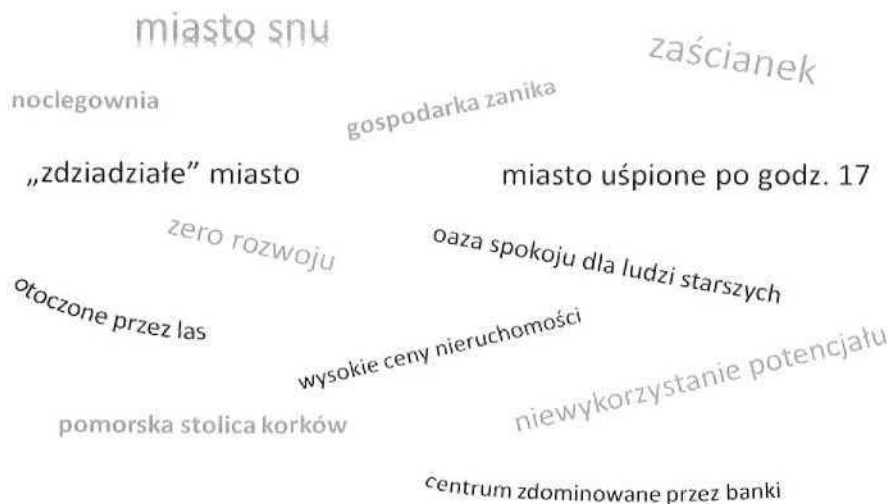 miasto snu
zaścianek
noclegownia
gospodarka zanika
„zdziadziałe” miasto
miasto uśpione po godz. 17
zero rozwoju
oaza spokoju dla ludzi starszych
otoczone przez las
wysokie ceny nieruchomości
niewykorzystanie potencjału
pomorska stolica korków
centrum zdominowane przez banki